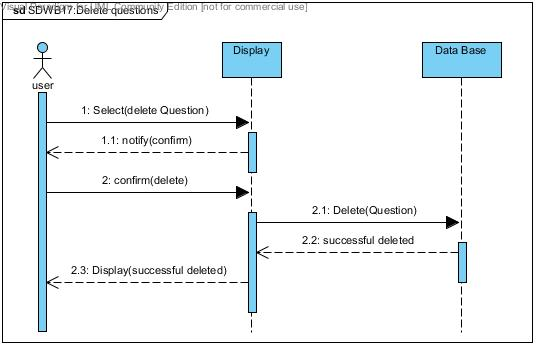 Visual Paradigm for UML Community Edition [not for commercial use]
sd SDWB17:Delete questions
Display
Data Base
user
1: Select(delete Question)
1.1: notify(confirm)
2: confirm(delete)
2.1: Delete(Question)
2.2: successful deleted
2.3: Display(successful deleted)